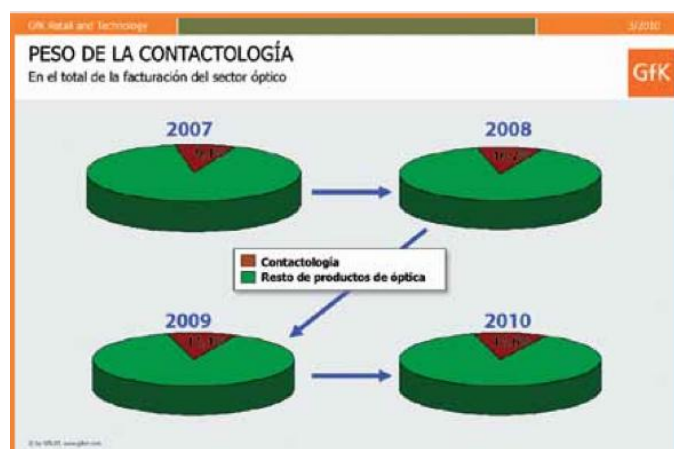 GfK Retail and Technology
3/2010
PESO DE LA CONTACTOLOGÍA
En el total de la facturación del sector óptico
GfK
2007
2008
Contactología
Resto de productos de óptica
2009
2010